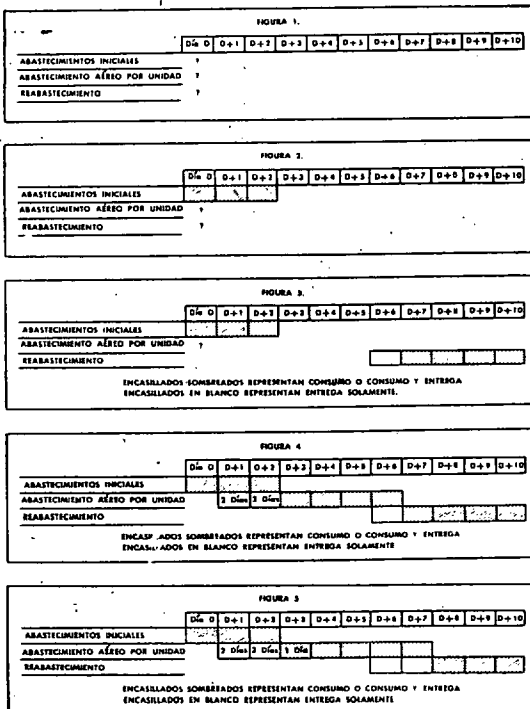 FIGURA 1.
Día D D+1 D+2 D+3 D+4 D+5 D+6 D+7 D+8 D+9 D+10
ABASTECIMIENTOS INICIALES ?
ABASTECIMIENTO AÉREO POR UNIDAD ?
REABASTECIMIENTO ?
FIGURA 2.
Día D D+1 D+2 D+3 D+4 D+5 D+6 D+7 D+8 D+9 D+10
ABASTECIMIENTOS INICIALES
ABASTECIMIENTO AÉREO POR UNIDAD ?
REABASTECIMIENTO ?
FIGURA 3.
Día D D+1 D+2 D+3 D+4 D+5 D+6 D+7 D+8 D+9 D+10
ABASTECIMIENTOS INICIALES
ABASTECIMIENTO AÉREO POR UNIDAD ?
REABASTECIMIENTO
ENCASILLADOS SOMBREADOS REPRESENTAN CONSUMO O CONSUMO Y ENTREGA
ENCASILLADOS EN BLANCO REPRESENTAN ENTREGA SOLAMENTE.
FIGURA 4
Día D D+1 D+2 D+3 D+4 D+5 D+6 D+7 D+8 D+9 D+10
ABASTECIMIENTOS INICIALES
ABASTECIMIENTO AÉREO POR UNIDAD 2 Días 2 Días
REABASTECIMIENTO
ENCASILLADOS SOMBREADOS REPRESENTAN CONSUMO O CONSUMO Y ENTREGA
ENCASILLADOS EN BLANCO REPRESENTAN ENTREGA SOLAMENTE
FIGURA 5
Día D D+1 D+2 D+3 D+4 D+5 D+6 D+7 D+8 D+9 D+10
ABASTECIMIENTOS INICIALES
ABASTECIMIENTO AÉREO POR UNIDAD 2 Días 2 Días 1 Día
REABASTECIMIENTO
ENCASILLADOS SOMBREADOS REPRESENTAN CONSUMO O CONSUMO Y ENTREGA
ENCASILLADOS EN BLANCO REPRESENTAN ENTREGA SOLAMENTE